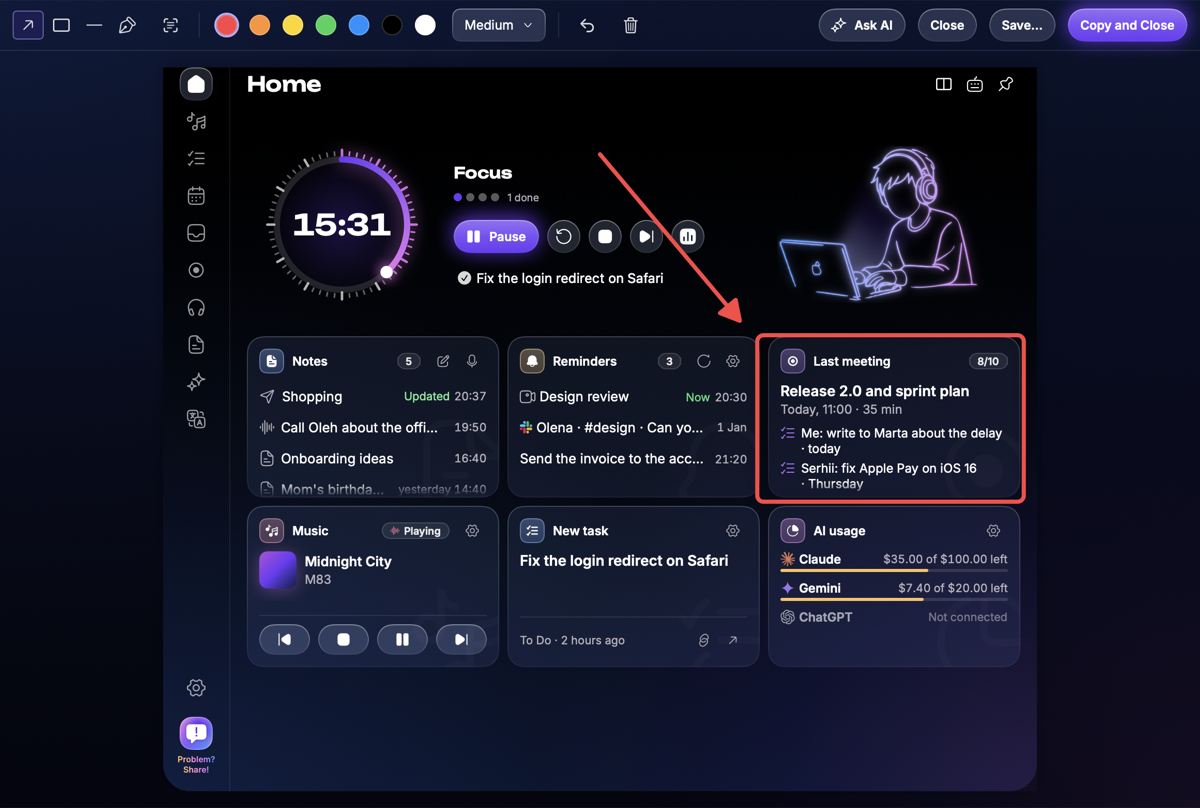 Medium
Ask AI
Close
Save...
Copy and Close
Home
15:31
Focus
1 done
Pause
Fix the login redirect on Safari
Notes
5
Shopping
Updated 20:37
Call Oleh about the offi...
19:50
Onboarding ideas
16:40
Mom's birthda...
yesterday 14:40
Reminders
3
Design review
Now 20:30
Olena · #design · Can yo...
1 Jan
Send the invoice to the acc...
21:20
Last meeting
8/10
Release 2.0 and sprint plan
Today, 11:00 · 35 min
Me: write to Marta about the delay
· today
Serhii: fix Apple Pay on iOS 16
· Thursday
Music
Playing
Midnight City
M83
New task
Fix the login redirect on Safari
To Do · 2 hours ago
AI usage
Claude
$35.00 of $100.00 left
Gemini
$7.40 of $20.00 left
ChatGPT
Not connected
Problem?
Share!